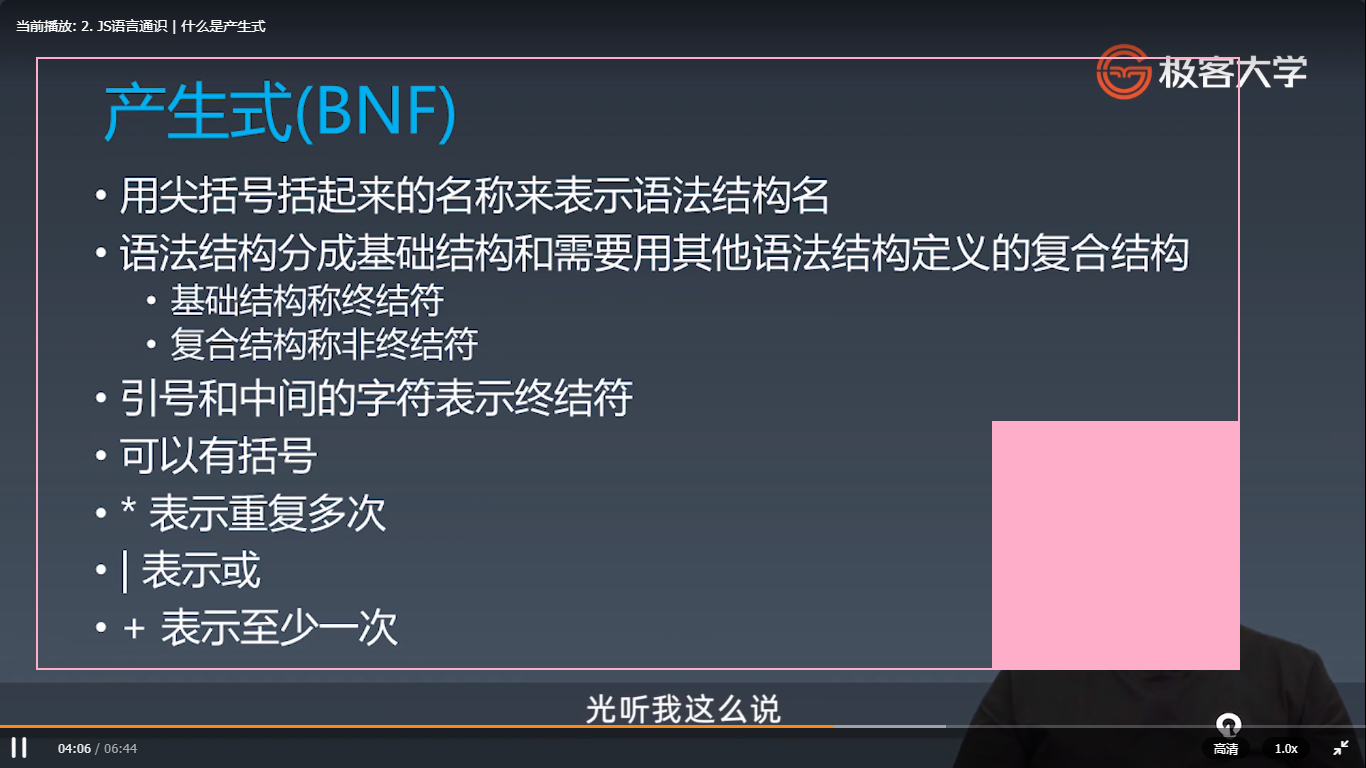 当前播放: 2. JS语言通识 | 什么是产生式
极客大学
产生式(BNF)
• 用尖括号括起来的名称来表示语法结构名
• 语法结构分成基础结构和需要用其他语法结构定义的复合结构
• 基础结构称终结符
• 复合结构称非终结符
• 引号和中间的字符表示终结符
• 可以有括号
• * 表示重复多次
• | 表示或
• + 表示至少一次
光听我这么说
04:06 / 06:44
高清
1.0x